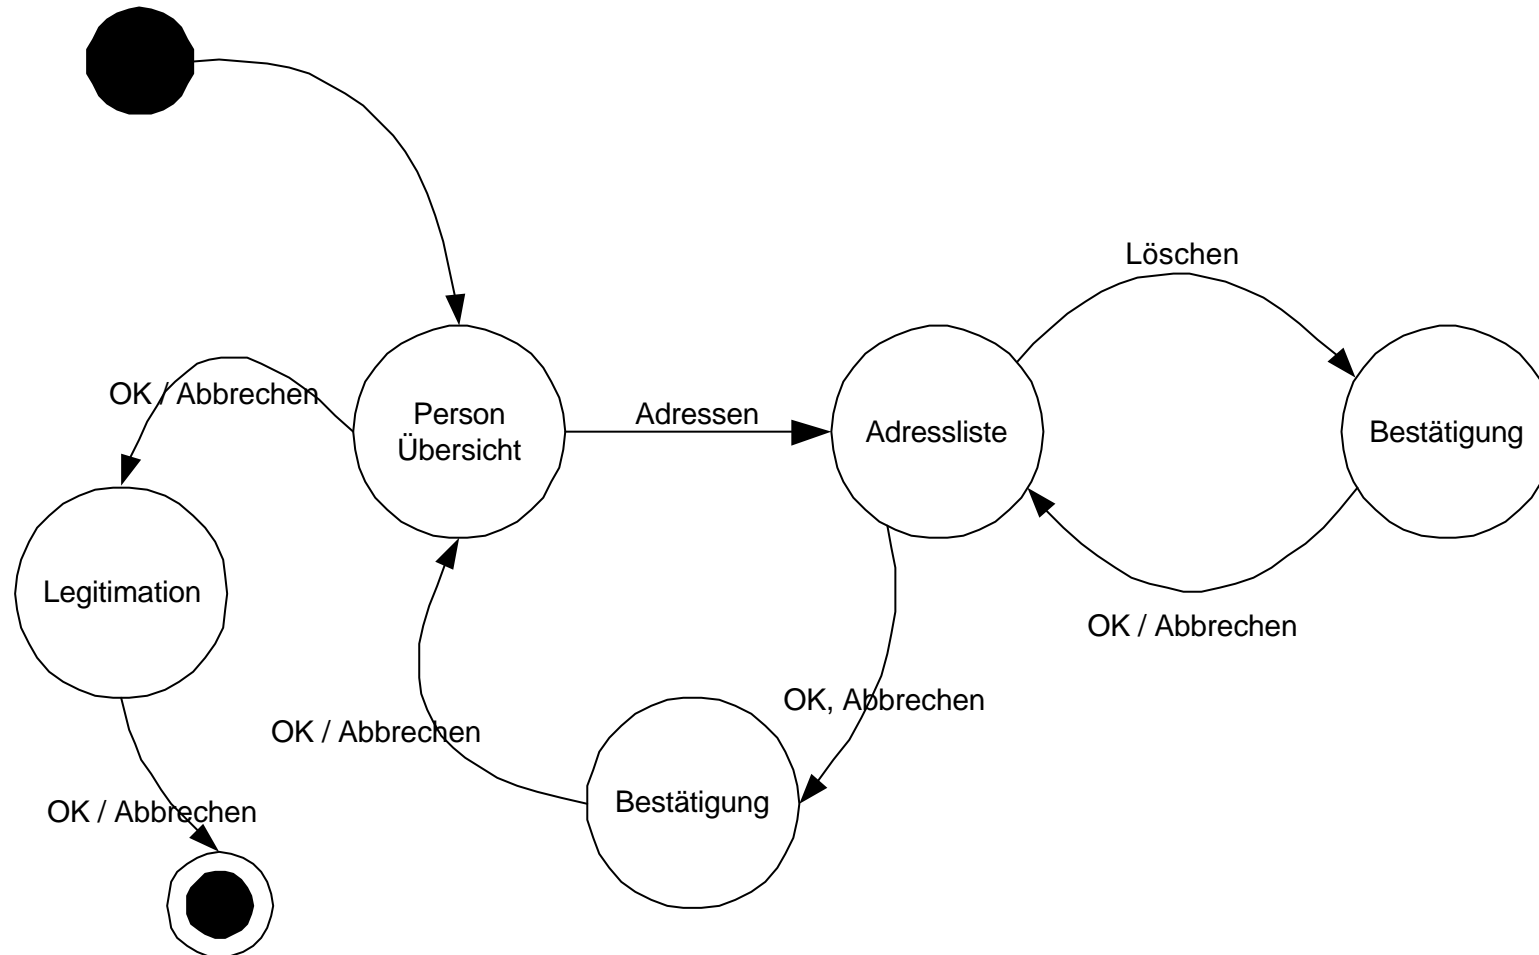 Löschen
OK / Abbrechen
Person
Übersicht
Adressen
Adressliste
Bestätigung
Legitimation
OK / Abbrechen
OK, Abbrechen
OK / Abbrechen
Bestätigung
OK / Abbrechen